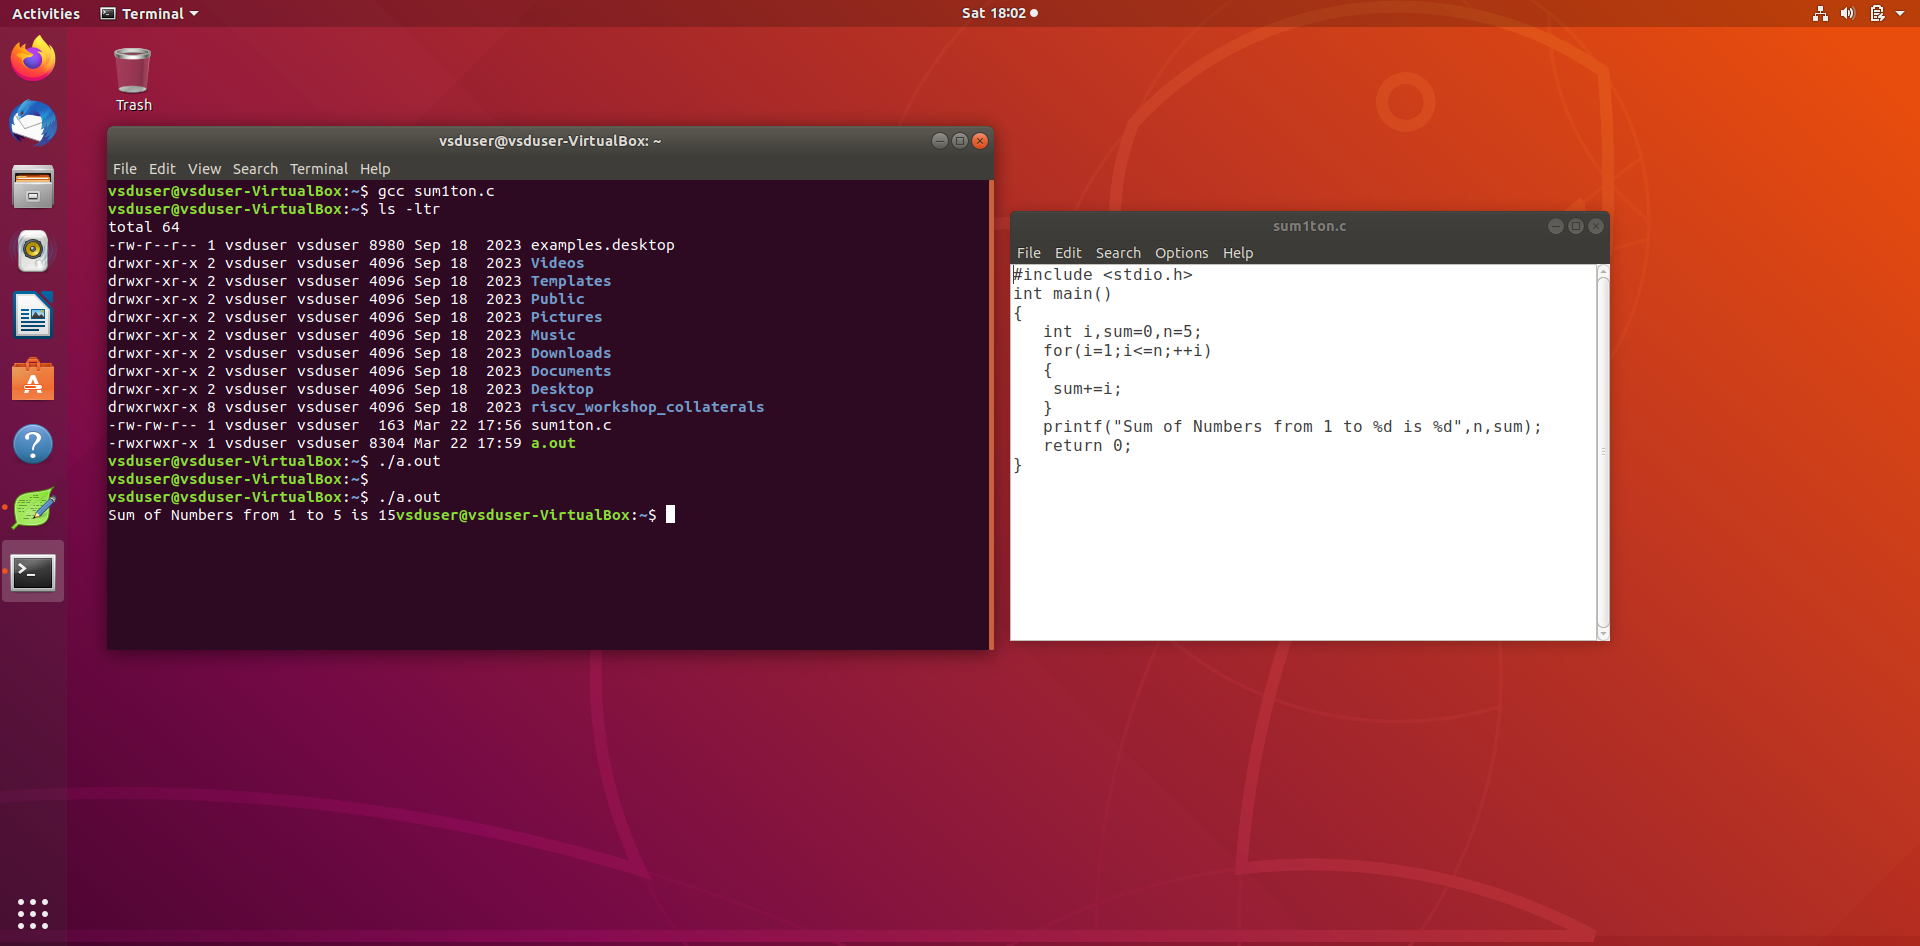 Activities Terminal Sat 18:02
Trash
vsduser@vsduser-VirtualBox: ~
File Edit View Search Terminal Help
vsduser@vsduser-VirtualBox:~$ gcc sum1ton.c
vsduser@vsduser-VirtualBox:~$ ls -ltr
total 64
-rw-r--r-- 1 vsduser vsduser 8980 Sep 18  2023 examples.desktop
drwxr-xr-x 2 vsduser vsduser 4096 Sep 18  2023 Videos
drwxr-xr-x 2 vsduser vsduser 4096 Sep 18  2023 Templates
drwxr-xr-x 2 vsduser vsduser 4096 Sep 18  2023 Public
drwxr-xr-x 2 vsduser vsduser 4096 Sep 18  2023 Pictures
drwxr-xr-x 2 vsduser vsduser 4096 Sep 18  2023 Music
drwxr-xr-x 2 vsduser vsduser 4096 Sep 18  2023 Downloads
drwxr-xr-x 2 vsduser vsduser 4096 Sep 18  2023 Documents
drwxr-xr-x 2 vsduser vsduser 4096 Sep 18  2023 Desktop
drwxrwxr-x 8 vsduser vsduser 4096 Sep 18  2023 riscv_workshop_collaterals
-rw-rw-r-- 1 vsduser vsduser  163 Mar 22 17:56 sum1ton.c
-rwxrwxr-x 1 vsduser vsduser 8304 Mar 22 17:59 a.out
vsduser@vsduser-VirtualBox:~$ ./a.out
vsduser@vsduser-VirtualBox:~$
vsduser@vsduser-VirtualBox:~$ ./a.out
Sum of Numbers from 1 to 5 is 15vsduser@vsduser-VirtualBox:~$
sum1ton.c
File Edit Search Options Help
#include <stdio.h>
int main()
{
   int i,sum=0,n=5;
   for(i=1;i<=n;++i)
   {
    sum+=i;
   }
   printf("Sum of Numbers from 1 to %d is %d",n,sum);
   return 0;
}